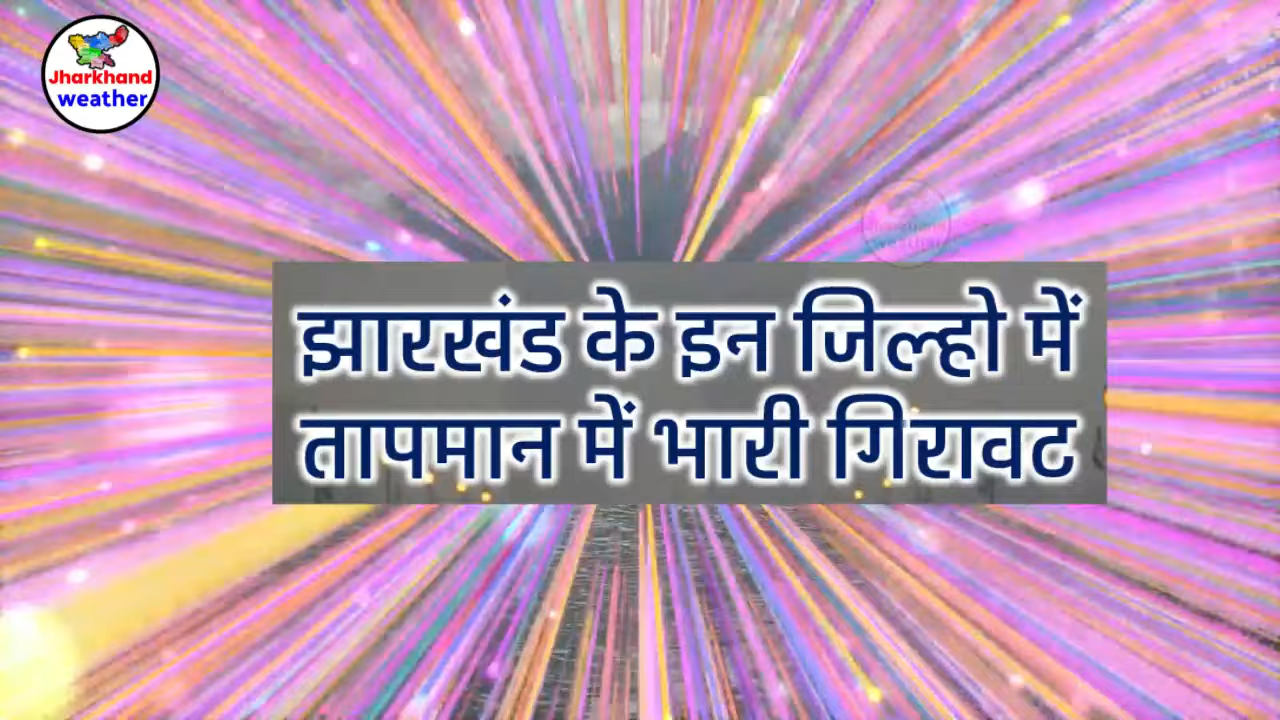 Jharkhand
weather
झारखंड के इन जिल्हो में
तापमान में भारी गिरावट